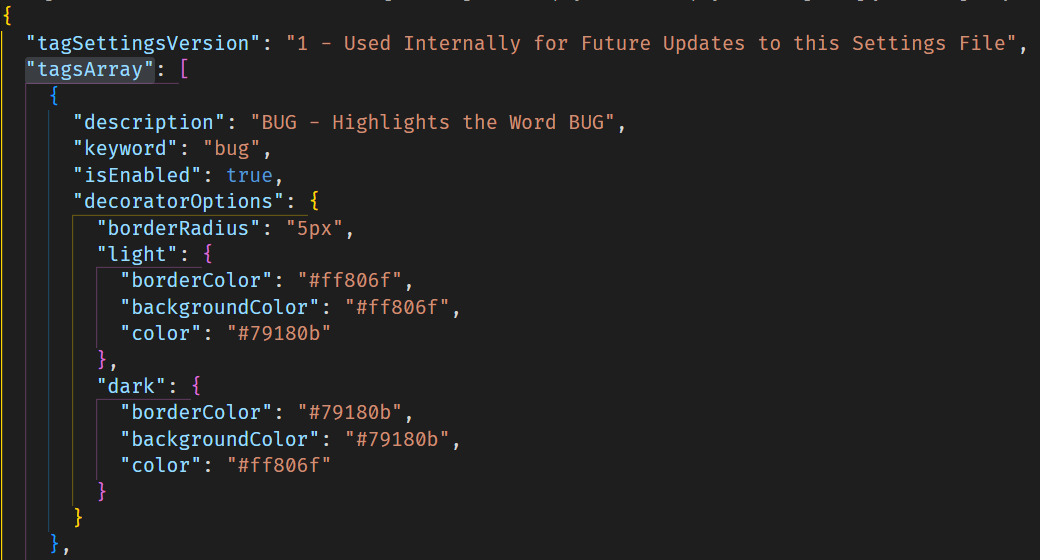 {
"tagSettingsVersion": "1 - Used Internally for Future Updates to this Settings File",
"tagsArray": [
{
"description": "BUG - Highlights the Word BUG",
"keyword": "bug",
"isEnabled": true,
"decoratorOptions": {
"borderRadius": "5px",
"light": {
"borderColor": "#ff806f",
"backgroundColor": "#ff806f",
"color": "#79180b"
},
"dark": {
"borderColor": "#79180b",
"backgroundColor": "#79180b",
"color": "#ff806f"
}
}
},